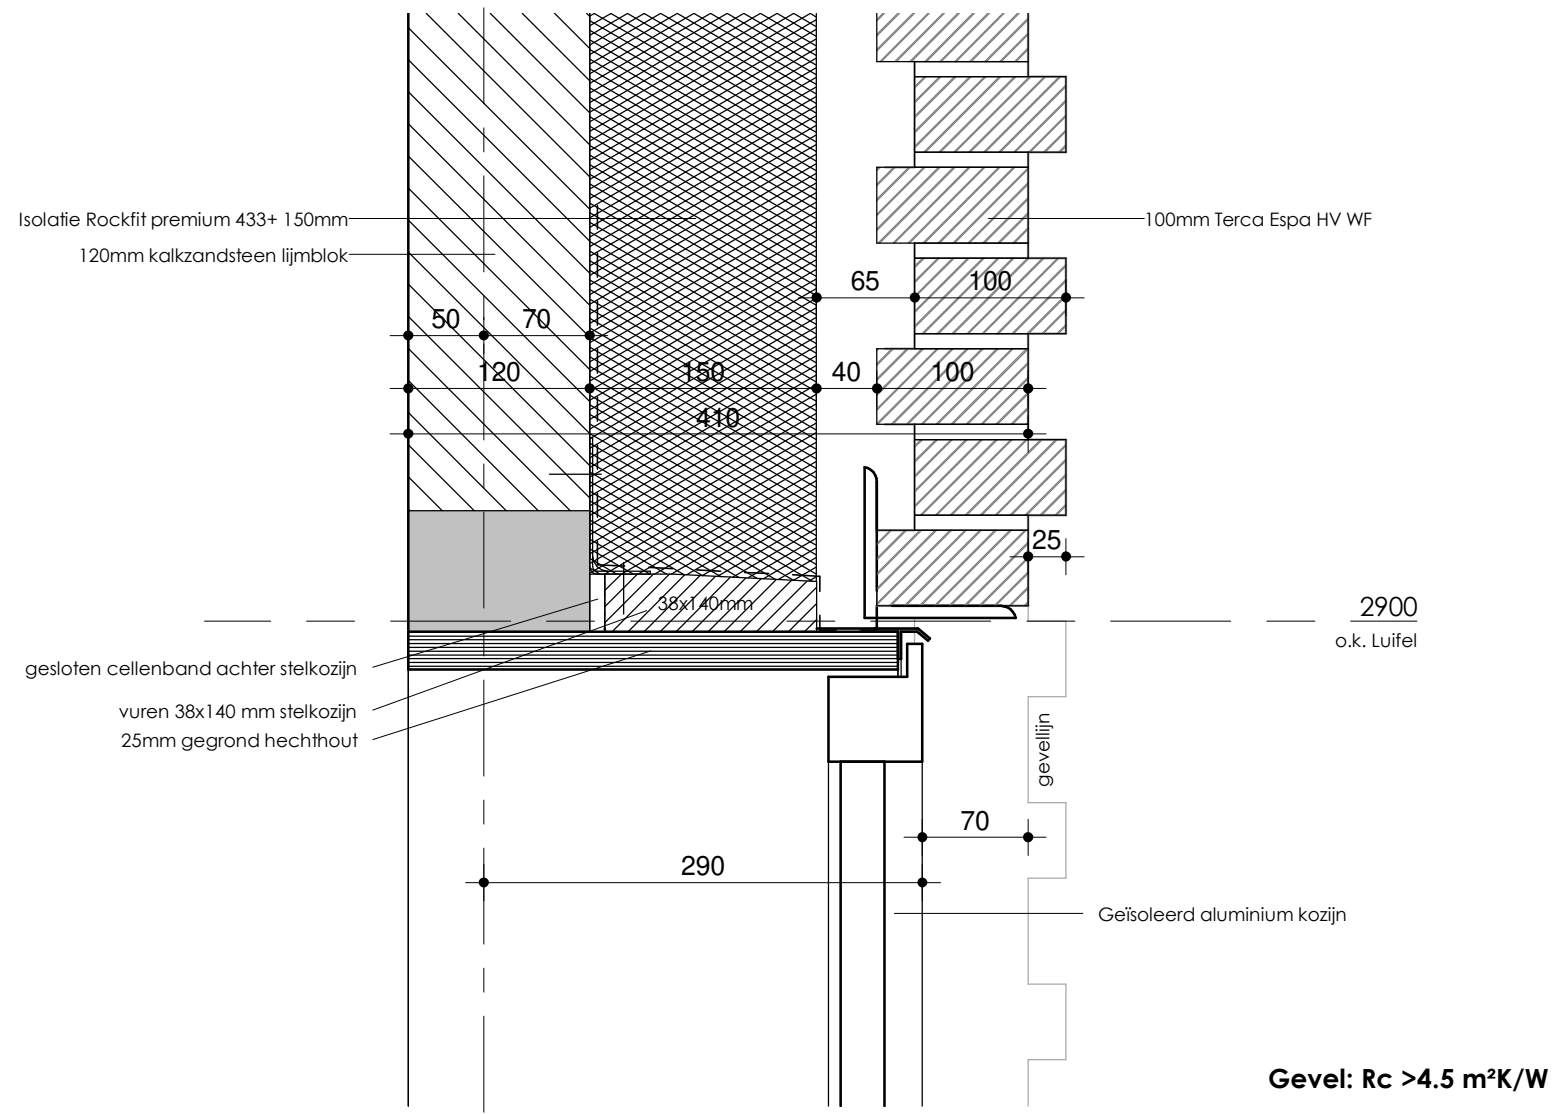 Isolatie Rockfit premium 433+ 150mm
100mm Terca Espa HV WF
120mm kalkzandsteen lijmblok
65
100
50
70
120
150
40
100
410
25
38x140mm
2900
o.k. Luifel
gesloten cellenband achter stelkozijn
vuren 38x140 mm stelkozijn
25mm gegrond hechthout
gevellijn
70
290
Geïsoleerd aluminium kozijn
Gevel: Rc >4.5 m²K/W